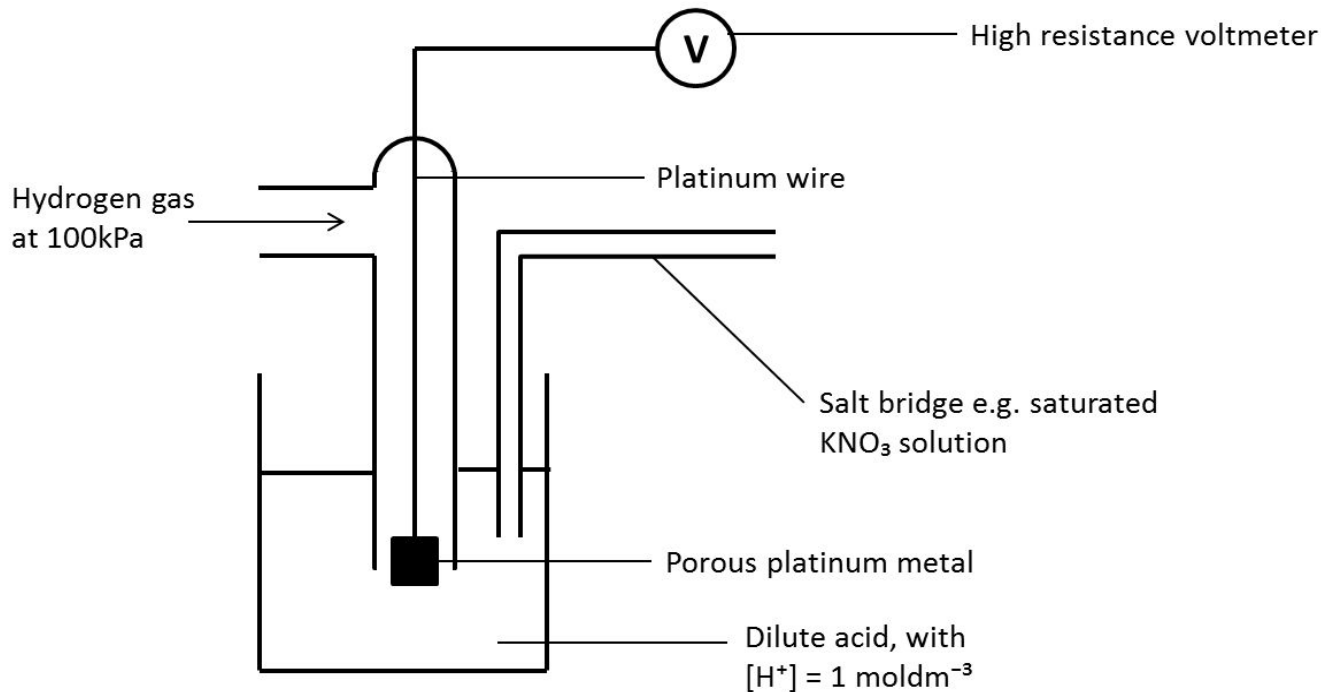 V
High resistance voltmeter
Platinum wire
Hydrogen gas
at 100kPa
Salt bridge e.g. saturated
KNO₃ solution
Porous platinum metal
Dilute acid, with
[H⁺] = 1 moldm⁻³